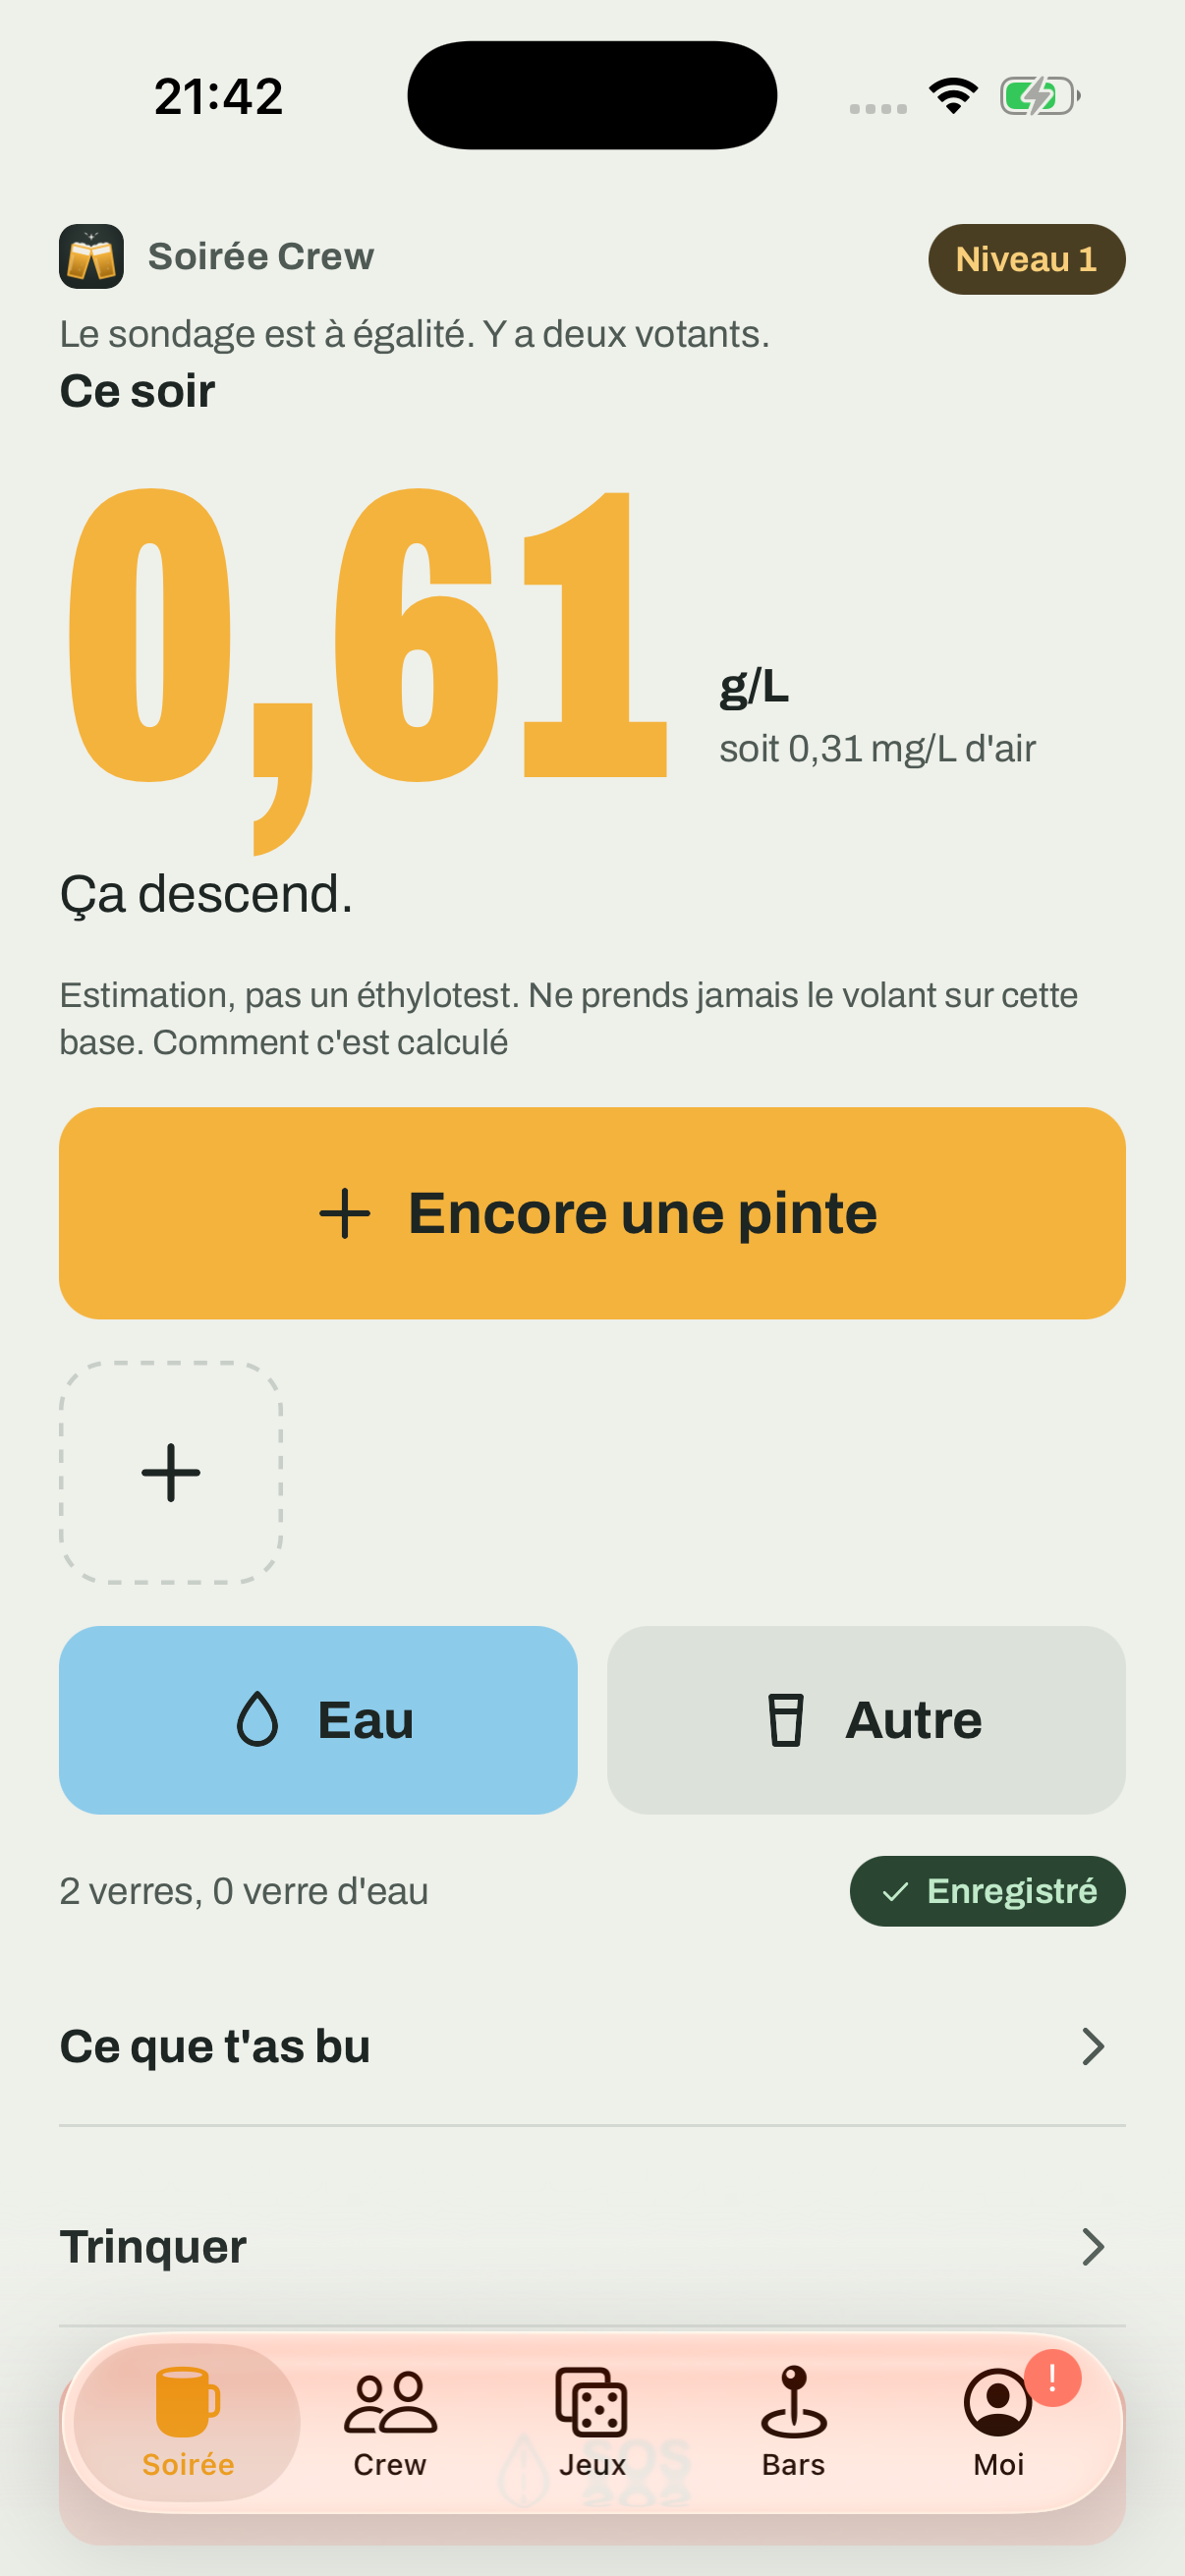 21:42
Soirée Crew
Niveau 1
Le sondage est à égalité. Y a deux votants.
Ce soir
0,61
g/L
soit 0,31 mg/L d'air
Ça descend.
Estimation, pas un éthylotest. Ne prends jamais le volant sur cette
base. Comment c'est calculé
Encore une pinte
Eau
Autre
2 verres, 0 verre d'eau
Enregistré
Ce que t'as bu
Trinquer
!
SOS
Soirée
Crew
Jeux
Bars
Moi